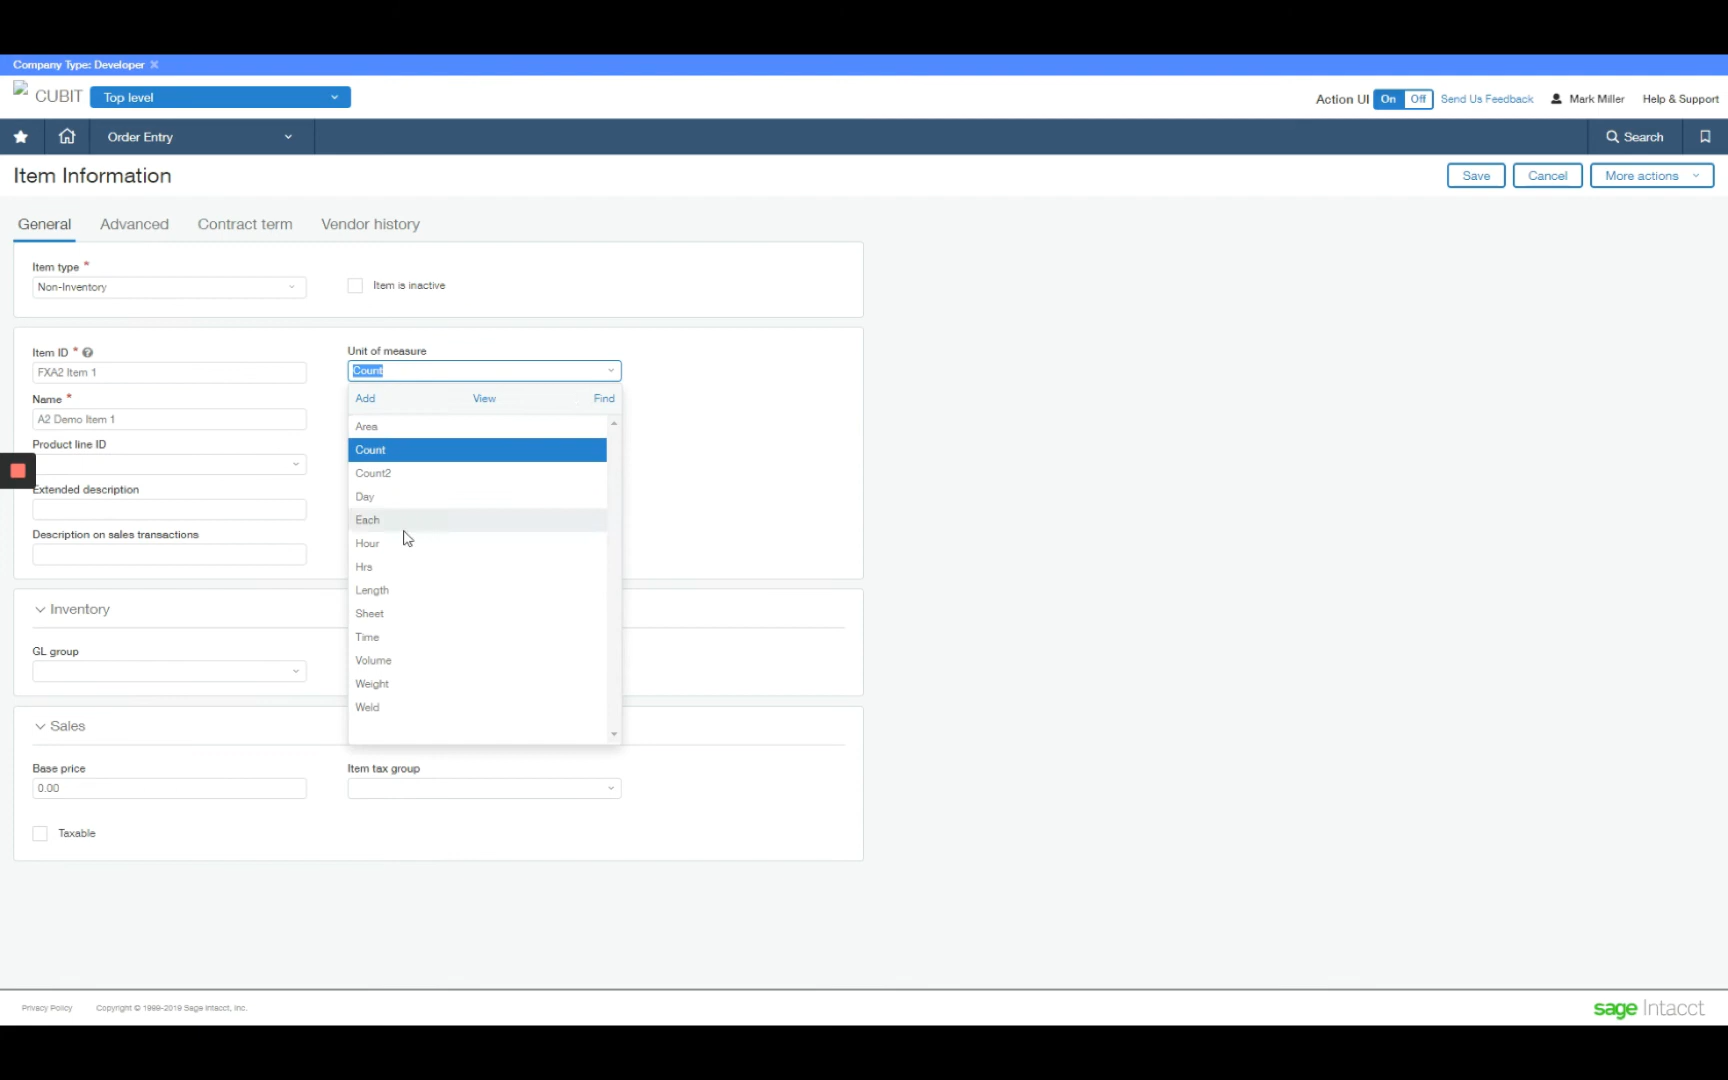 Company Type: Developer ×
CUBIT Top level
Action UI On Off Send Us Feedback Mark Miller Help & Support
Order Entry
Search
Item Information
Save Cancel More actions
General Advanced Contract term Vendor history
Item type *
Non-Inventory
Item is inactive
Item ID *
FXA2 Item 1
Name *
A2 Demo Item 1
Product line ID
Extended description
Description on sales transactions
Unit of measure
Count
Add View Find
Area
Count
Count2
Day
Each
Hour
Hrs
Length
Sheet
Time
Volume
Weight
Weld
Inventory
GL group
Sales
Base price
0.00
Item tax group
Taxable
Privacy Policy Copyright © 1999-2019 Sage Intacct, Inc.
sage Intacct